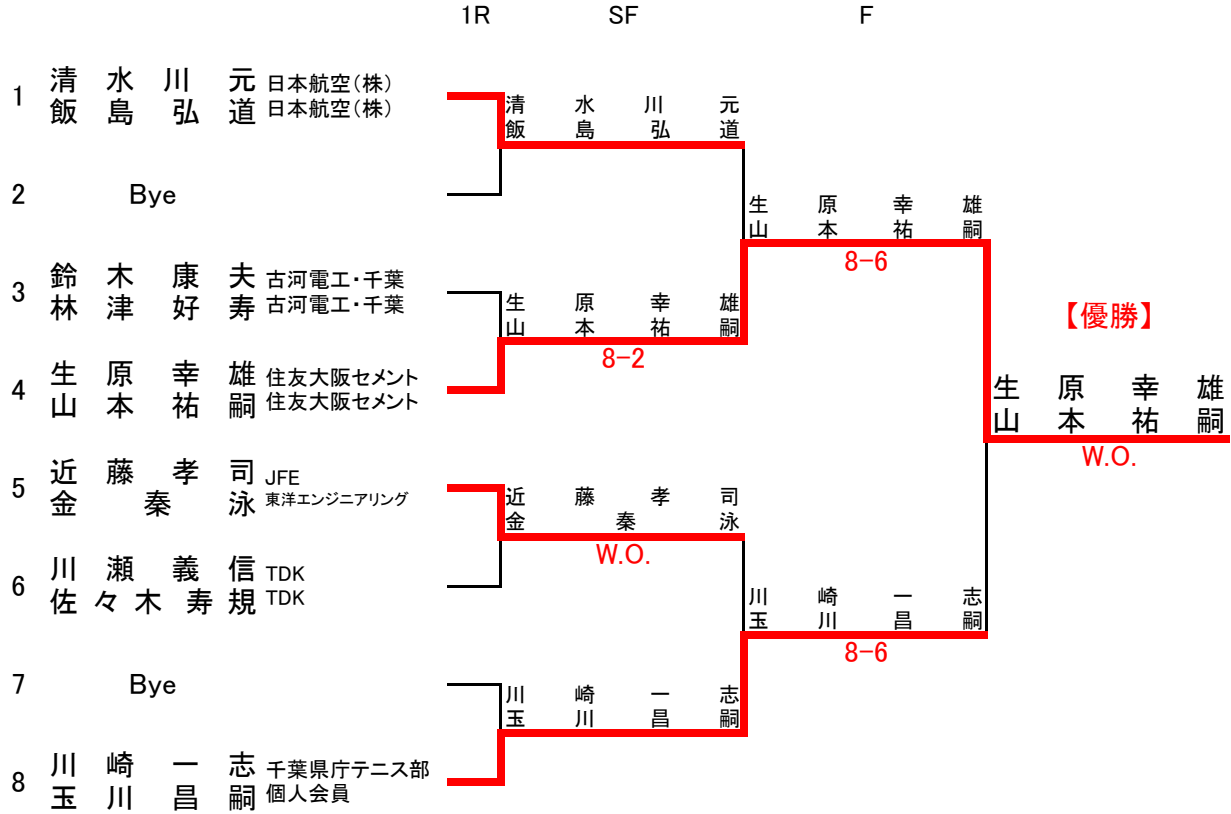 1R SF F
1 清水川 元 日本航空(株)
飯島弘道 日本航空(株)
清水川 元
飯島弘道
2 Bye
生原幸雄
山本祐嗣
8-6
3 鈴木康夫 古河電工・千葉
林津好寿 古河電工・千葉
生原幸雄
山本祐嗣
8-2
【優勝】
4 生原幸雄 住友大阪セメント
山本祐嗣 住友大阪セメント
生原幸雄
山本祐嗣
W.O.
5 近藤孝司 JFE
金秦泳 東洋エンジニアリング
近藤孝司
金秦泳
W.O.
6 川瀬義信 TDK
佐々木寿規 TDK
川崎一志
玉川昌嗣
8-6
7 Bye
川崎一志
玉川昌嗣
8 川崎一志 千葉県庁テニス部
玉川昌嗣 個人会員